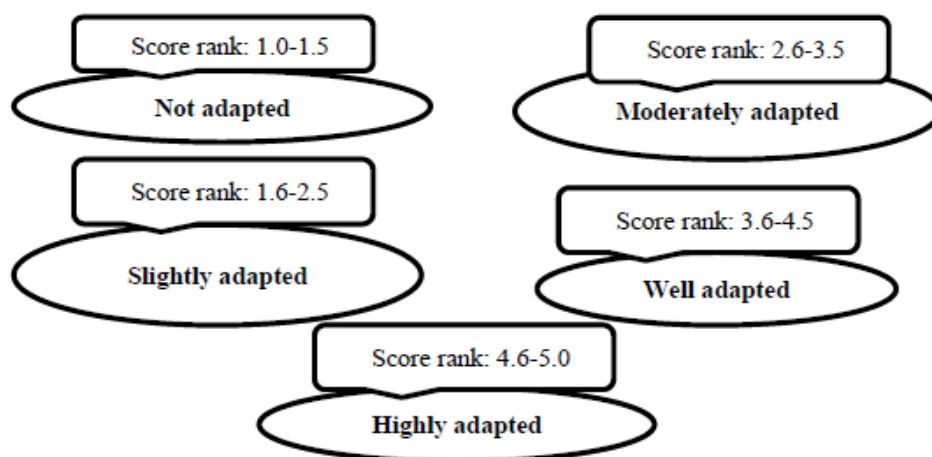 Score rank: 1.0-1.5
Not adapted
Score rank: 2.6-3.5
Moderately adapted
Score rank: 1.6-2.5
Slightly adapted
Score rank: 3.6-4.5
Well adapted
Score rank: 4.6-5.0
Highly adapted